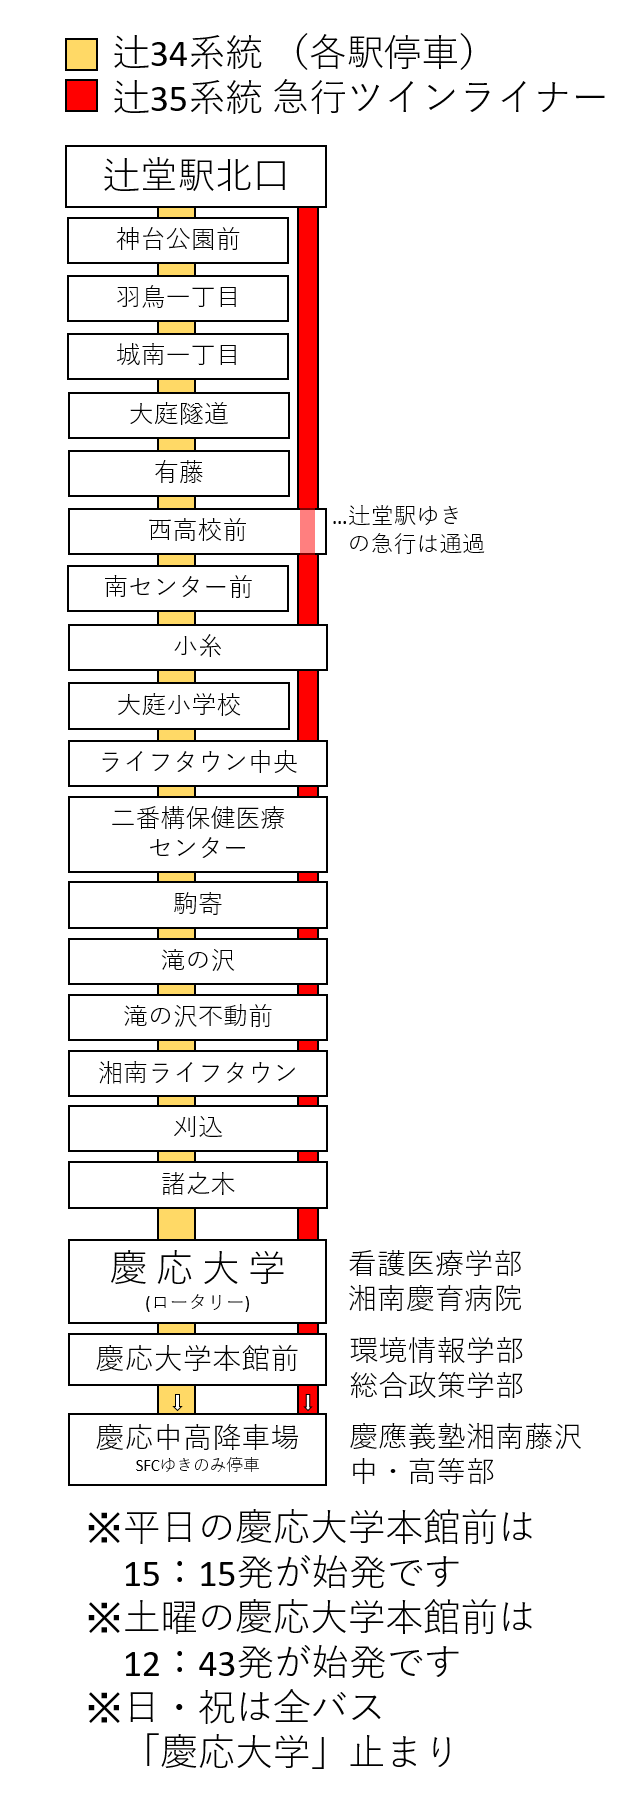 辻34系統 （各駅停車）
辻35系統 急行ツインライナー
辻堂駅北口
神台公園前
羽鳥一丁目
城南一丁目
大庭隧道
有藤
西高校前
…辻堂駅ゆき
の急行は通過
南センター前
小糸
大庭小学校
ライフタウン中央
二番構保健医療
センター
駒寄
滝の沢
滝の沢不動前
湘南ライフタウン
刈込
諸之木
慶応大学
(ロータリー)
看護医療学部
湘南慶育病院
慶応大学本館前
環境情報学部
総合政策学部
⇩ ⇩
慶応中高降車場
SFCゆきのみ停車
慶應義塾湘南藤沢
中・高等部
※平日の慶応大学本館前は
15：15発が始発です
※土曜の慶応大学本館前は
12：43発が始発です
※日・祝は全バス
「慶応大学」止まり